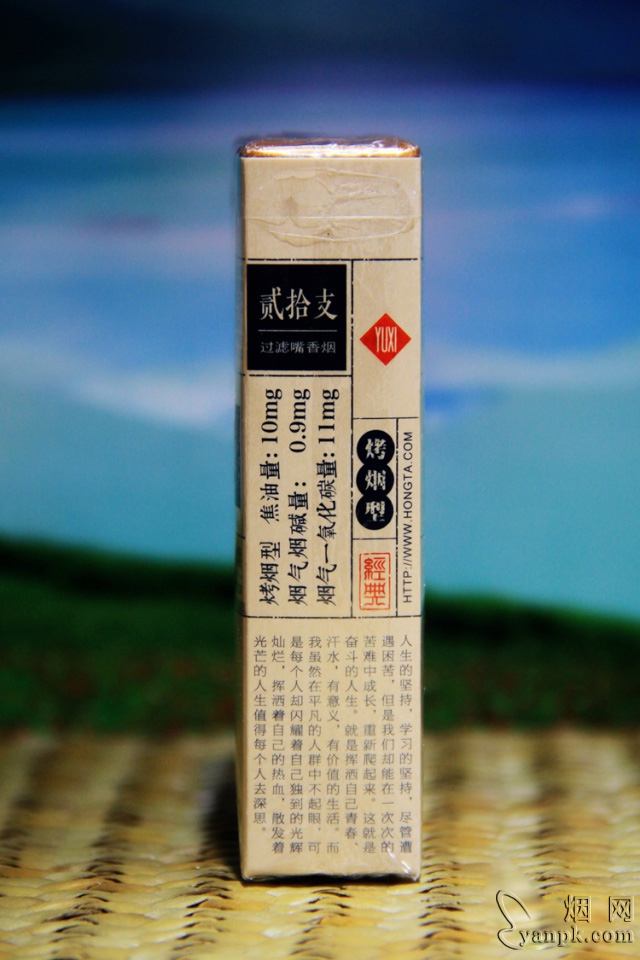 贰拾支
过滤嘴香烟
YUXI
烤烟型 焦油量:10mg
烟气烟碱量: 0.9mg
烟气一氧化碳量:11mg
烤烟型
經典
HTTP://WWW.HONGTA.COM
人生的坚持，学习的坚持，尽管遭
遇困苦，但是我们却能在一次次的
苦难中成长，重新爬起来。这就是
奋斗的人生。就是挥洒自己青春、
汗水，有意义，有价值的生活。而
我虽然在平凡的人群中不起眼，可
是每个人却闪耀着自己独到的光辉
灿烂，挥洒着自己的热血，散发着
光芒的人生值得每个人去深思。
烟网
yanpk.com